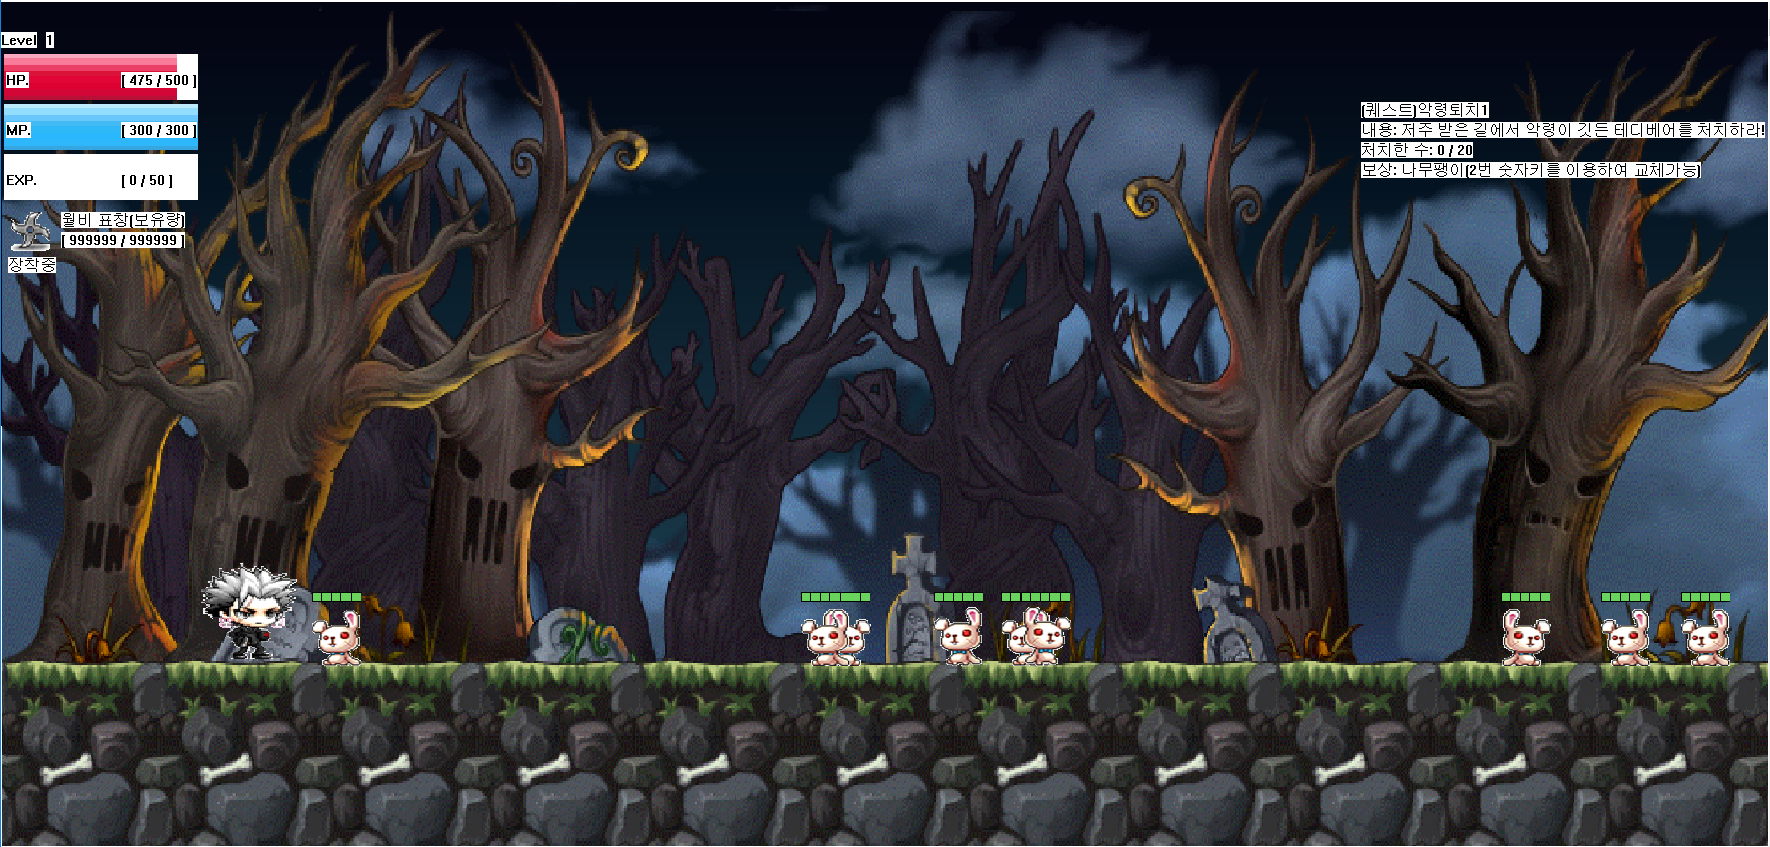 Level 1
HP. [ 475 / 500 ]
MP. [ 300 / 300 ]
EXP. [ 0 / 50 ]
월비 표창[보유량]
[ 999999 / 999999 ]
장착중
[퀘스트]악령퇴치1
내용: 저주 받은 길에서 악령이 깃든 테디베어를 처치하라!
처치한 수: 0 / 20
보상: 나무팽이[2번 숫자키를 이용하여 교체가능]